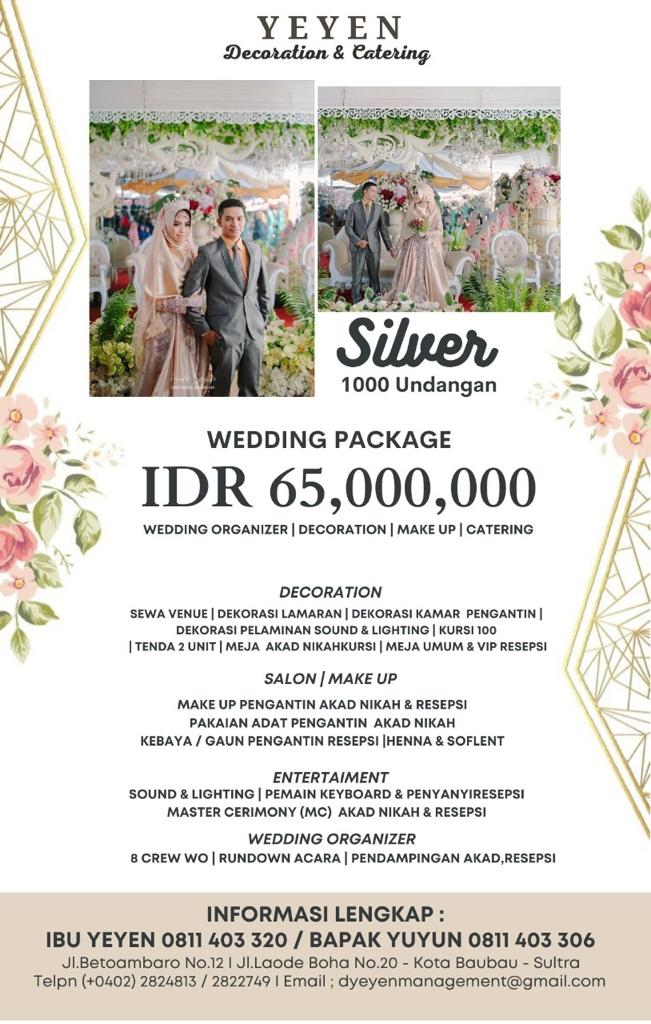 YEYEN
Decoration & Catering
Silver
1000 Undangan
WEDDING PACKAGE
IDR 65,000,000
WEDDING ORGANIZER | DECORATION | MAKE UP | CATERING
DECORATION
SEWA VENUE | DEKORASI LAMARAN | DEKORASI KAMAR PENGANTIN |
DEKORASI PELAMINAN SOUND & LIGHTING | KURSI 100
| TENDA 2 UNIT | MEJA AKAD NIKAHKURSI | MEJA UMUM & VIP RESEPSI
SALON | MAKE UP
MAKE UP PENGANTIN AKAD NIKAH & RESEPSI
PAKAIAN ADAT PENGANTIN AKAD NIKAH
KEBAYA / GAUN PENGANTIN RESEPSI |HENNA & SOFLENT
ENTERTAIMENT
SOUND & LIGHTING | PEMAIN KEYBOARD & PENYANYIRESEPSI
MASTER CERIMONY (MC) AKAD NIKAH & RESEPSI
WEDDING ORGANIZER
8 CREW WO | RUNDOWN ACARA | PENDAMPINGAN AKAD,RESEPSI
INFORMASI LENGKAP :
IBU YEYEN 0811 403 320 / BAPAK YUYUN 0811 403 306
Jl.Betoambaro No.12 I Jl.Laode Boha No.20 - Kota Baubau - Sultra
Telpn (+0402) 2824813 / 2822749 I Email ; dyeyenmanagement@gmail.com